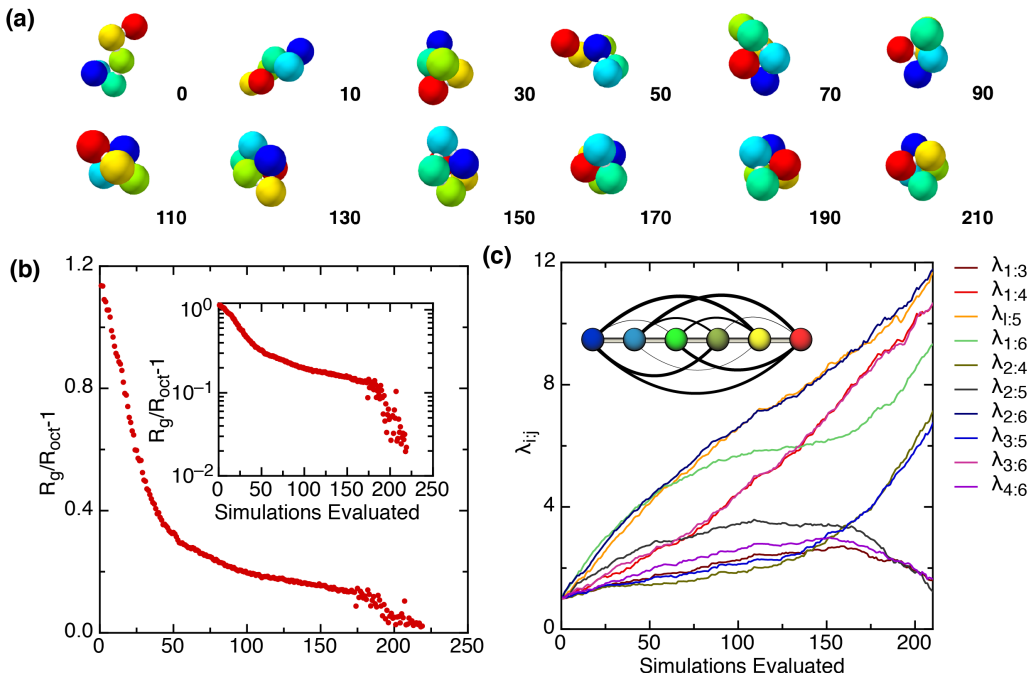 (a)
0
10
30
50
70
90
110
130
150
170
190
210
(b)
1.2
0.8
0.4
0.0
Rg/Roct-1
0
50
100
150
200
250
10^0
10^-1
10^-2
Rg/Roct-1
0
50
100
150
200
250
Simulations Evaluated
(c)
12
8
4
0
λi:j
0
50
100
150
200
Simulations Evaluated
λ1:3
λ1:4
λl:5
λ1:6
λ2:4
λ2:5
λ2:6
λ3:5
λ3:6
λ4:6